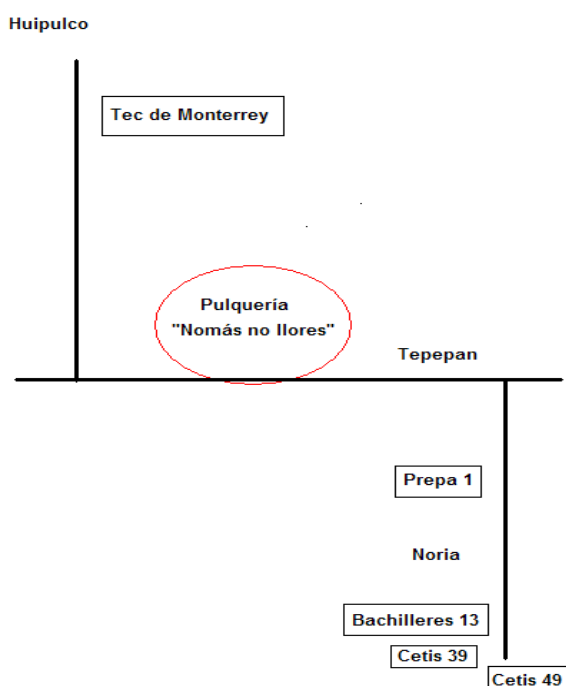 Huipulco
Tec de Monterrey
Pulquería
"Nomás no llores"
Tepepan
Prepa 1
Noria
Bachilleres 13
Cetis 39
Cetis 49